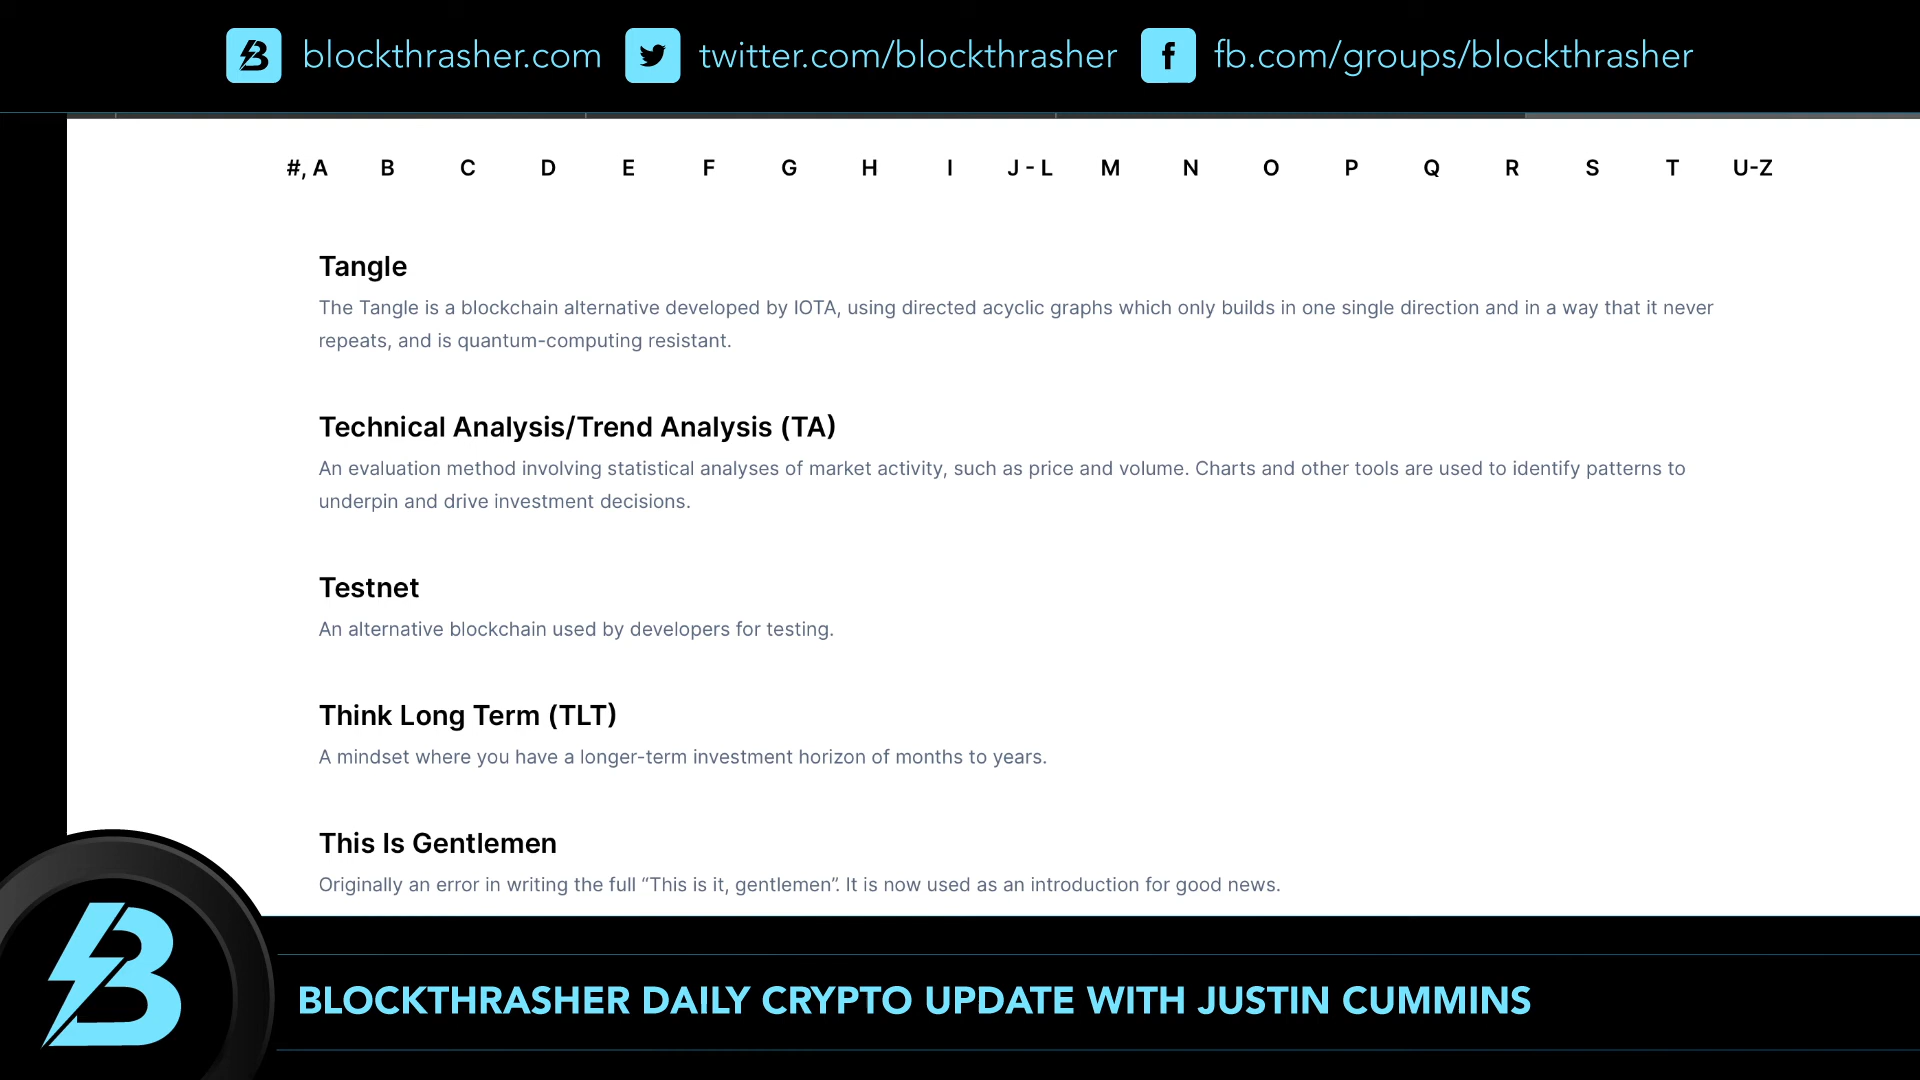 blockthrasher.com twitter.com/blockthrasher fb.com/groups/blockthrasher
#, A B C D E F G H I J - L M N O P Q R S T U-Z
Tangle
The Tangle is a blockchain alternative developed by IOTA, using directed acyclic graphs which only builds in one single direction and in a way that it never
repeats, and is quantum-computing resistant.
Technical Analysis/Trend Analysis (TA)
An evaluation method involving statistical analyses of market activity, such as price and volume. Charts and other tools are used to identify patterns to
underpin and drive investment decisions.
Testnet
An alternative blockchain used by developers for testing.
Think Long Term (TLT)
A mindset where you have a longer-term investment horizon of months to years.
This Is Gentlemen
Originally an error in writing the full “This is it, gentlemen”. It is now used as an introduction for good news.
BLOCKTHRASHER DAILY CRYPTO UPDATE WITH JUSTIN CUMMINS